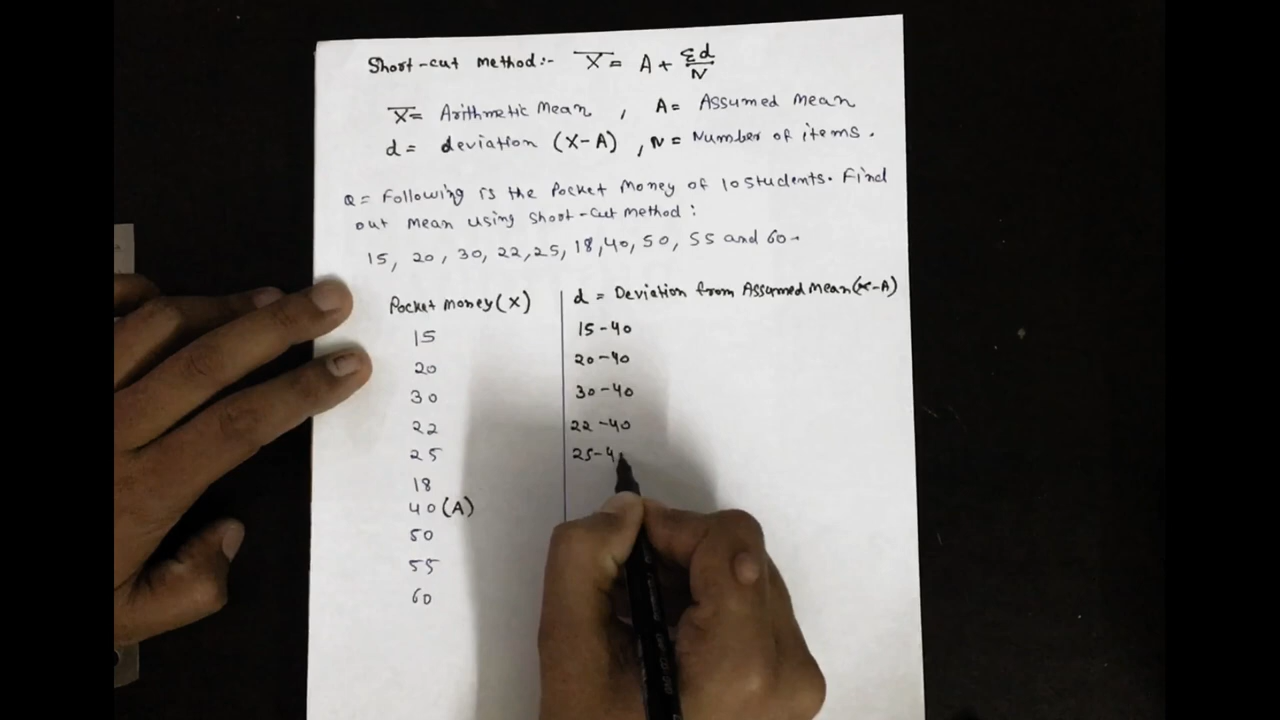 Short-cut method:- X̅ = A + Σd/N
X̅ = Arithmetic Mean , A = Assumed Mean
d = deviation (X-A) , N = Number of items.
Q = Following is the Pocket Money of 10 students. Find
out mean using short-cut method :
15, 20, 30, 22, 25, 18, 40, 50, 55 and 60.
Pocket money (X) d = Deviation from Assumed Mean (X-A)
15 15-40
20 20-40
30 30-40
22 22-40
25 25-4
18
40 (A)
50
55
60